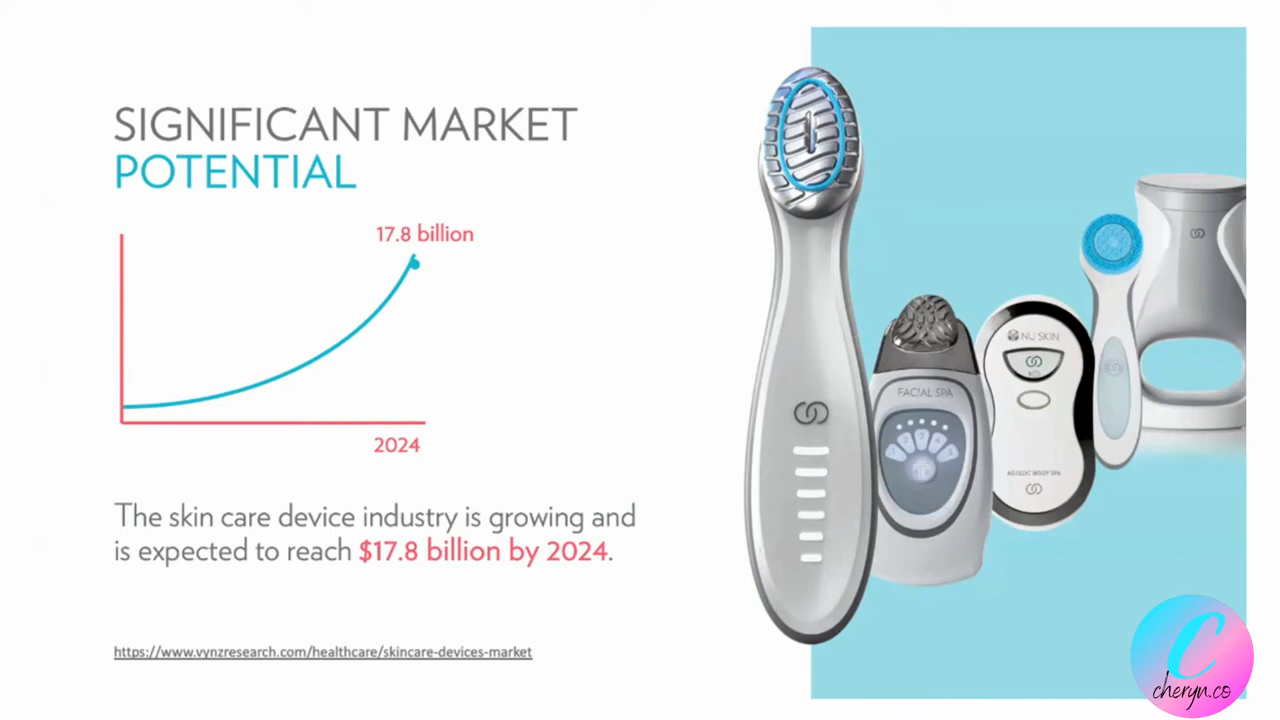 SIGNIFICANT MARKET
POTENTIAL
17.8 billion
2024
The skin care device industry is growing and
is expected to reach $17.8 billion by 2024.
https://www.vynzresearch.com/healthcare/skincare-devices-market
FACIAL SPA
NU SKIN
AGELOC BODY SPA
C
cheryn.co